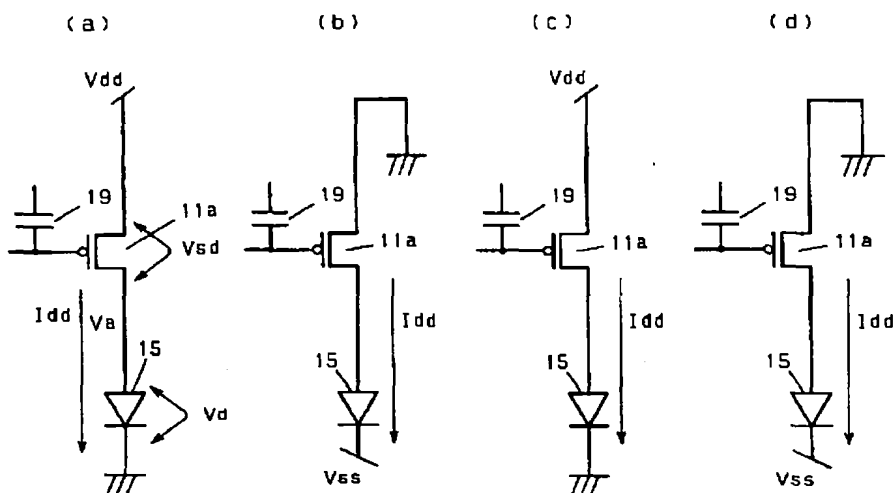 (a) (b) (c) (d)
Vdd Vdd
19 19 19 19
11a 11a 11a 11a
Vsd
Idd Va Idd Idd Idd
15 15 15 15
Vd
Vss Vss